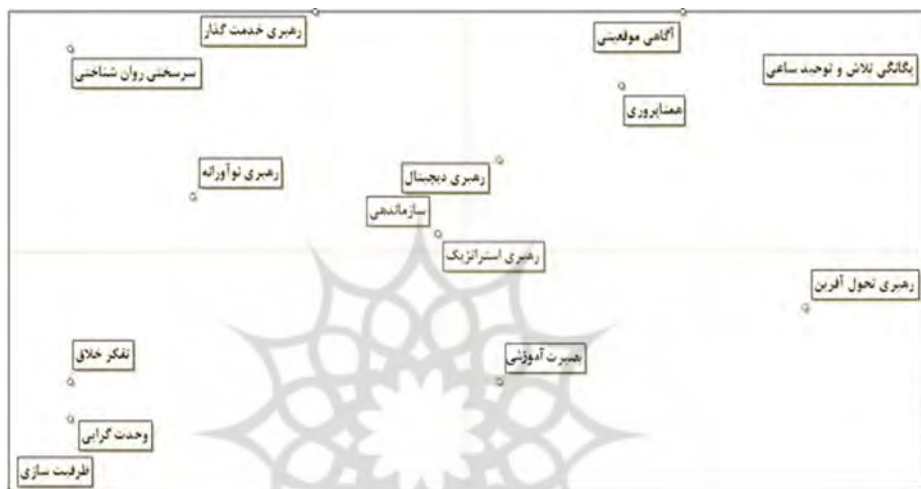 رهبری خدمت گذار
آگاهی موقعیتی
یگانگی تلاش و توحید ساعی
سرسختی روان شناختی
همتاپروری
رهبری نوآورانه
رهبری دیجیتال
سازماندهی
رهبری استراتژیک
رهبری تحول آفرین
تفکر خلاق
بصیرت آموزشی
وحدت گرایی
ظرفیت سازی